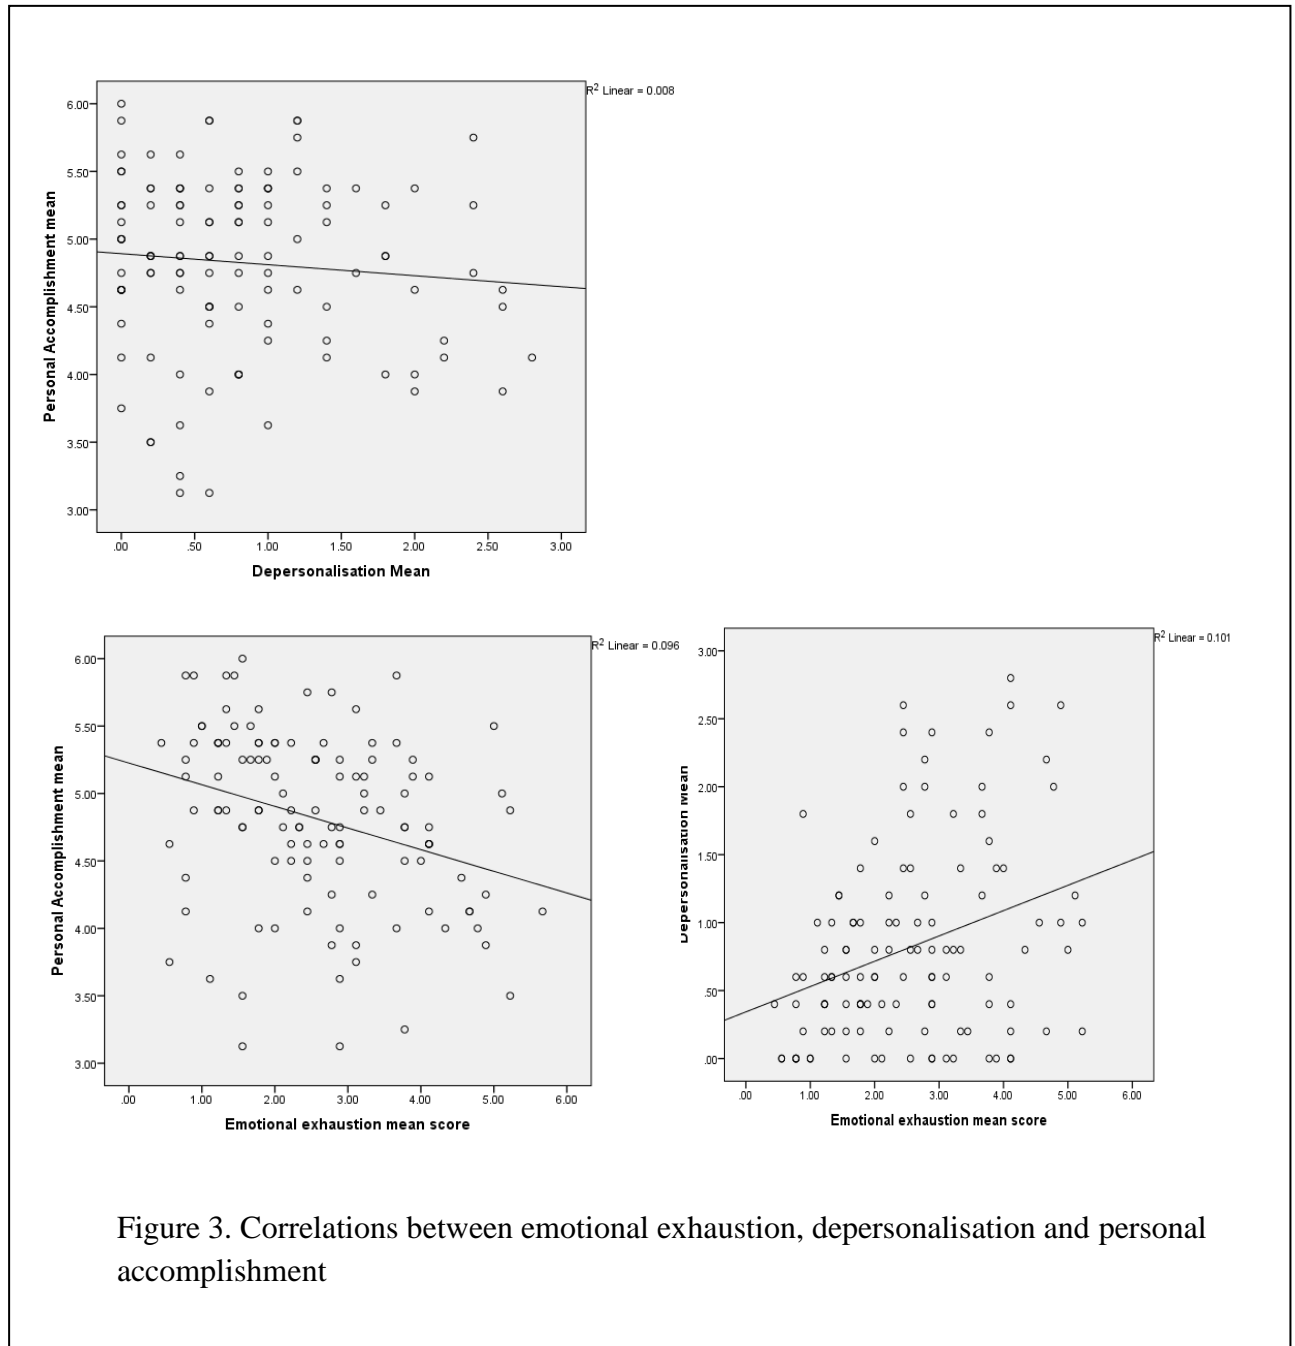 R2 Linear = 0.008
6.00
5.50
5.00
4.50
4.00
3.50
3.00
Personal Accomplishment mean
.00 .50 1.00 1.50 2.00 2.50 3.00
Depersonalisation Mean
R2 Linear = 0.096
6.00
5.50
5.00
4.50
4.00
3.50
3.00
Personal Accomplishment mean
.00 1.00 2.00 3.00 4.00 5.00 6.00
Emotional exhaustion mean score
R2 Linear = 0.101
3.00
2.50
2.00
1.50
1.00
.50
.00
Depersonalisation Mean
.00 1.00 2.00 3.00 4.00 5.00 6.00
Emotional exhaustion mean score
Figure 3. Correlations between emotional exhaustion, depersonalisation and personal
accomplishment